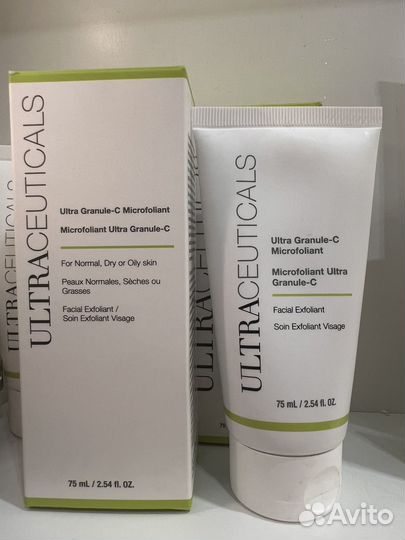 ULTRACEUTICALS
Ultra Granule-C Microfoliant
Microfoliant Ultra Granule-C
For Normal, Dry or Oily skin
Peaux Normales, Sèches ou
Grasses
Facial Exfoliant /
Soin Exfoliant Visage
75 mL / 2.54 fl. OZ.
ULTRACEUTICALS
Ultra Granule-C
Microfoliant
Microfoliant Ultra
Granule-C
Facial Exfoliant
Soin Exfoliant Visage
75 mL / 2.54 fl. OZ.
75
Avito